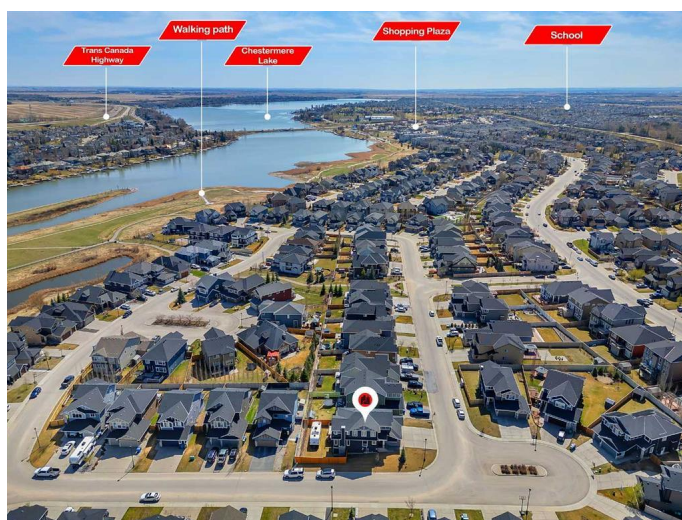 Trans Canada
Highway
Walking path
Chestermere
Lake
Shopping Plaza
School